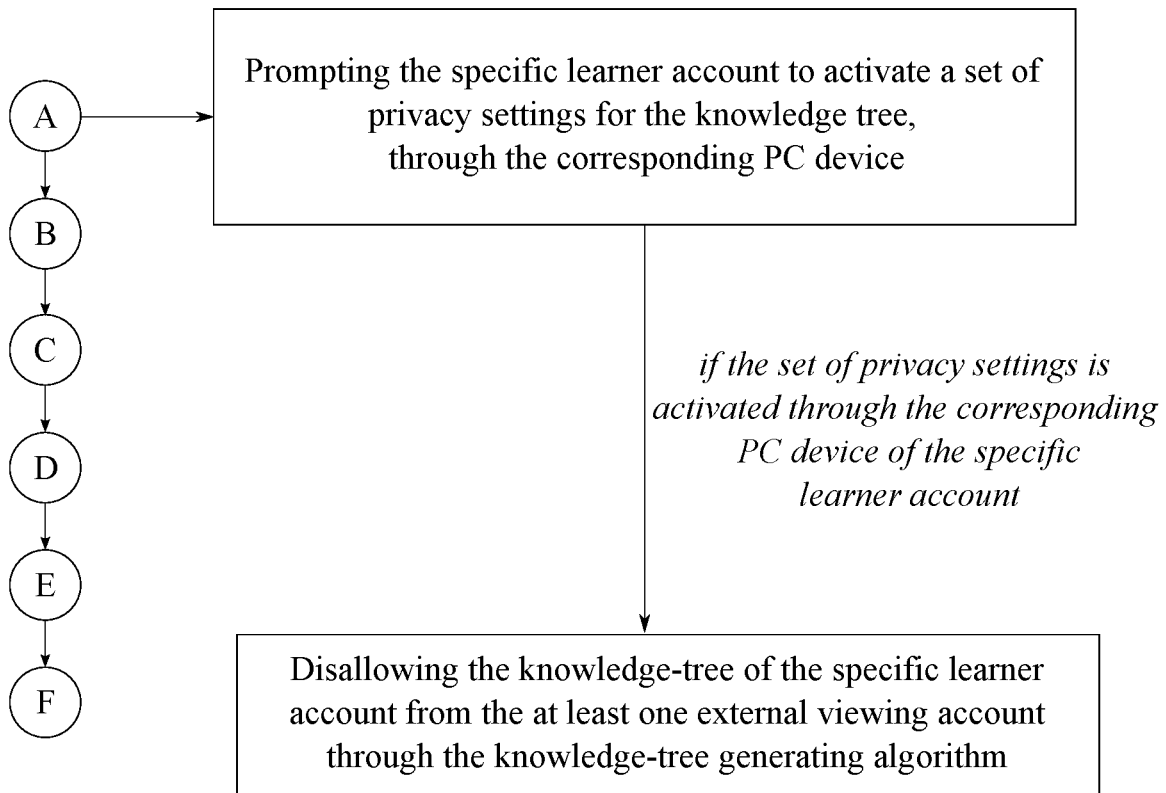 A
Prompting the specific learner account to activate a set of
privacy settings for the knowledge tree,
through the corresponding PC device
B
C
D
E
F
if the set of privacy settings is
activated through the corresponding
PC device of the specific
learner account
Disallowing the knowledge-tree of the specific learner
account from the at least one external viewing account
through the knowledge-tree generating algorithm